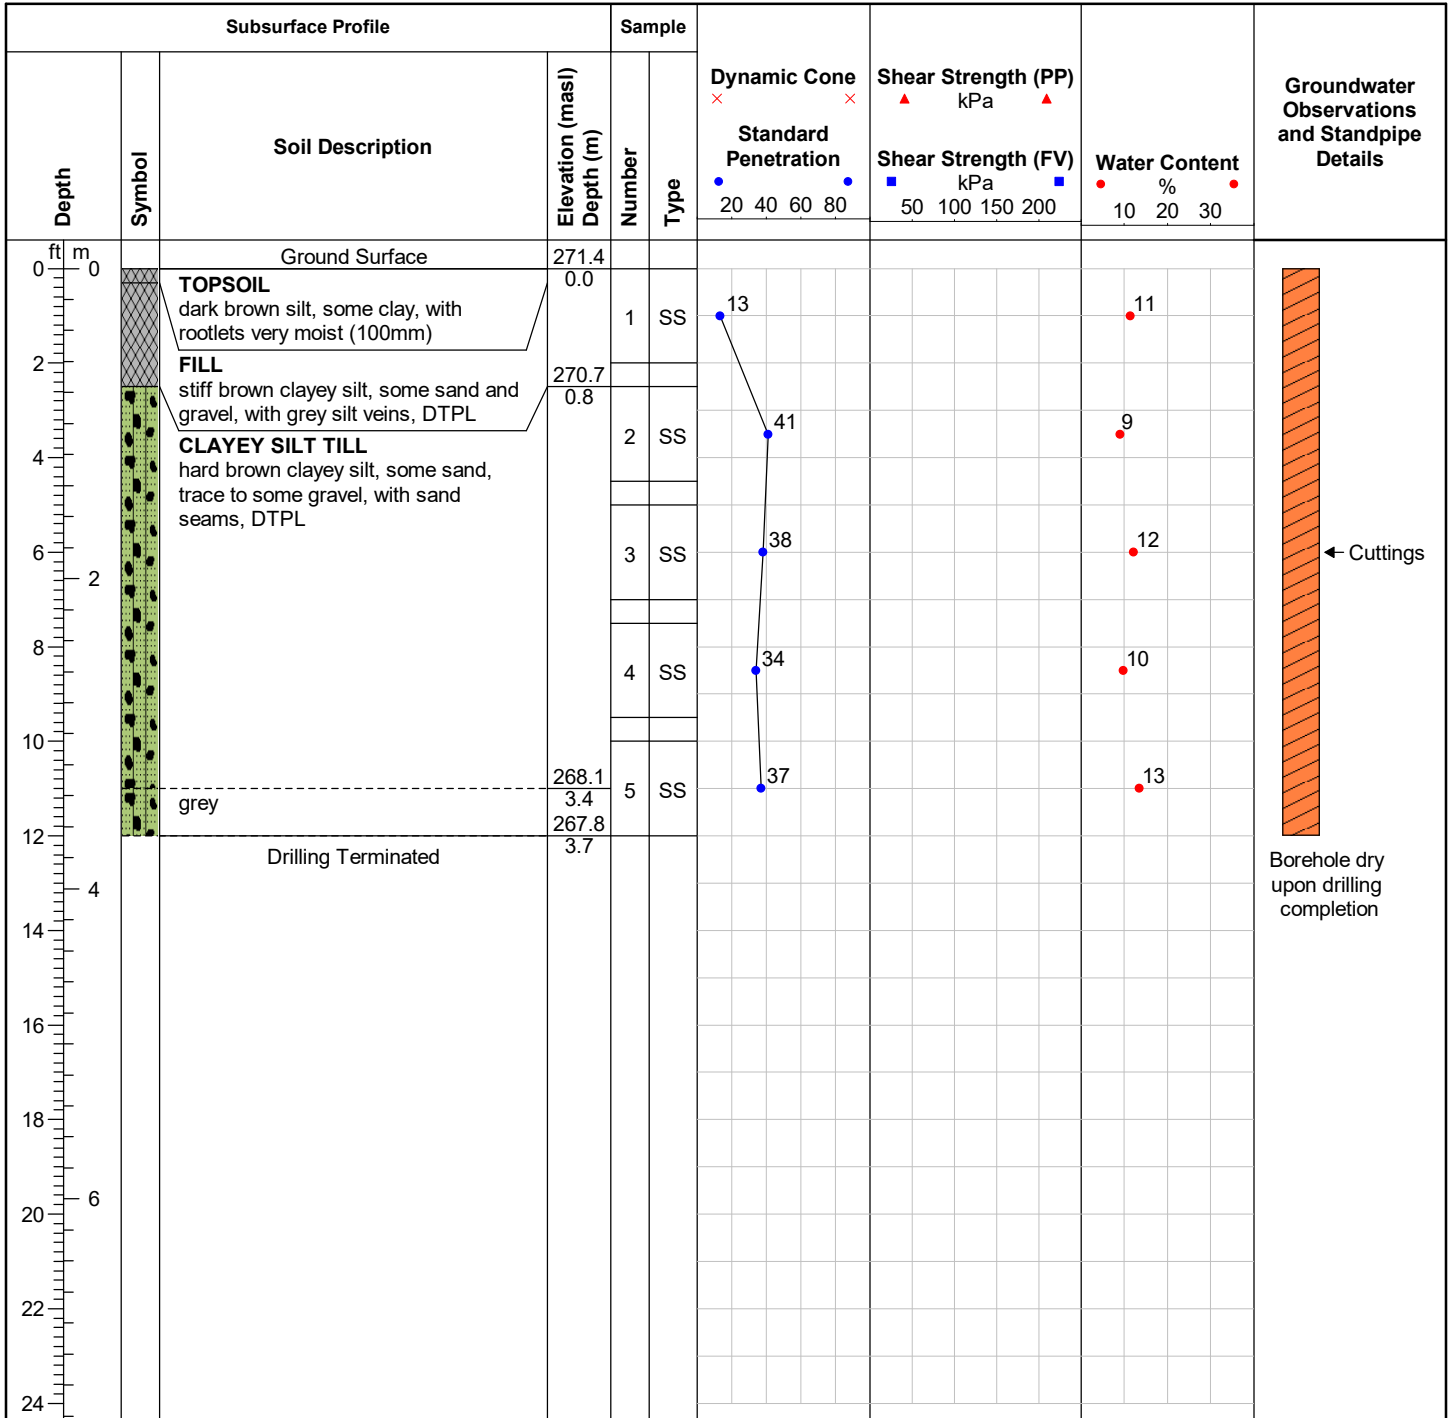 Subsurface Profile
Sample
Depth
Symbol
Soil Description
Elevation (masl)
Depth (m)
Number
Type
Dynamic Cone
Standard
Penetration
20 40 60 80
Shear Strength (PP)
kPa
Shear Strength (FV)
kPa
50 100 150 200
Water Content
%
10 20 30
Groundwater
Observations
and Standpipe
Details
ft m
Ground Surface
271.4
0 0
0.0
TOPSOIL
dark brown silt, some clay, with
rootlets very moist (100mm)
1 SS
13
11
2
FILL
stiff brown clayey silt, some sand and
gravel, with grey silt veins, DTPL
270.7
0.8
2 SS
41
9
CLAYEY SILT TILL
hard brown clayey silt, some sand,
trace to some gravel, with sand
seams, DTPL
4
3 SS
38
12
Cuttings
6
2
8
4 SS
34
10
10
268.1
3.4
grey
5 SS
37
13
267.8
12
3.7
Drilling Terminated
Borehole dry
upon drilling
completion
4
14
16
18
6
20
22
24